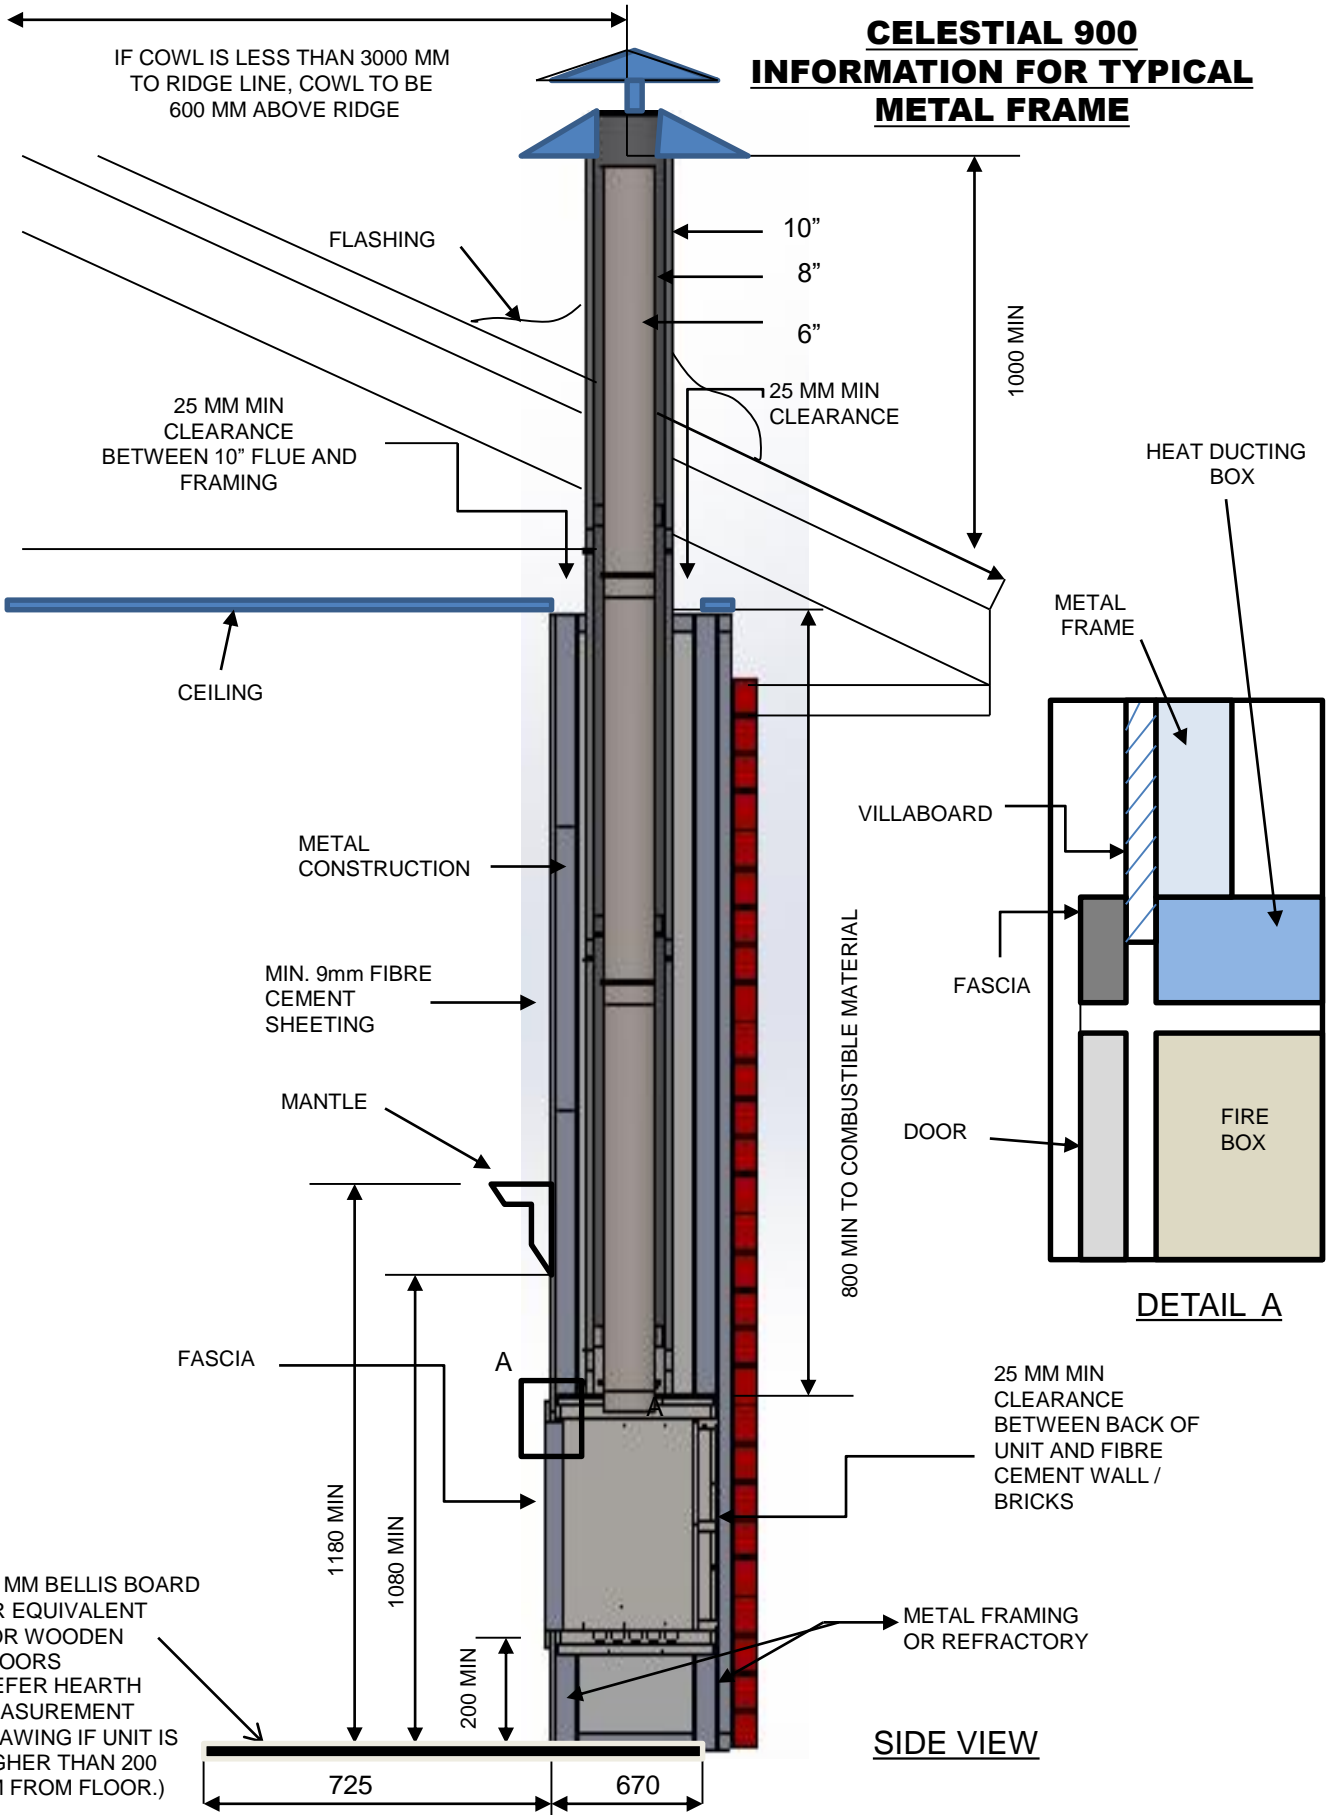 CELESTIAL 900
INFORMATION FOR TYPICAL
METAL FRAME
IF COWL IS LESS THAN 3000 MM
TO RIDGE LINE, COWL TO BE
600 MM ABOVE RIDGE
FLASHING
10”
8”
6”
1000 MIN
25 MM MIN
CLEARANCE
BETWEEN 10” FLUE AND
FRAMING
25 MM MIN
CLEARANCE
HEAT DUCTING
BOX
METAL
FRAME
CEILING
VILLABOARD
METAL
CONSTRUCTION
800 MIN TO COMBUSTIBLE MATERIAL
FASCIA
MIN. 9mm FIBRE
CEMENT
SHEETING
MANTLE
DOOR
FIRE
BOX
DETAIL A
FASCIA
A
A
25 MM MIN
CLEARANCE
BETWEEN BACK OF
UNIT AND FIBRE
CEMENT WALL /
BRICKS
1180 MIN
1080 MIN
200 MIN
METAL FRAMING
OR REFRACTORY
MM BELLIS BOARD
R EQUIVALENT
OR WOODEN
OORS
EFER HEARTH
EASUREMENT
AWING IF UNIT IS
GHER THAN 200
M FROM FLOOR.)
SIDE VIEW
725
670